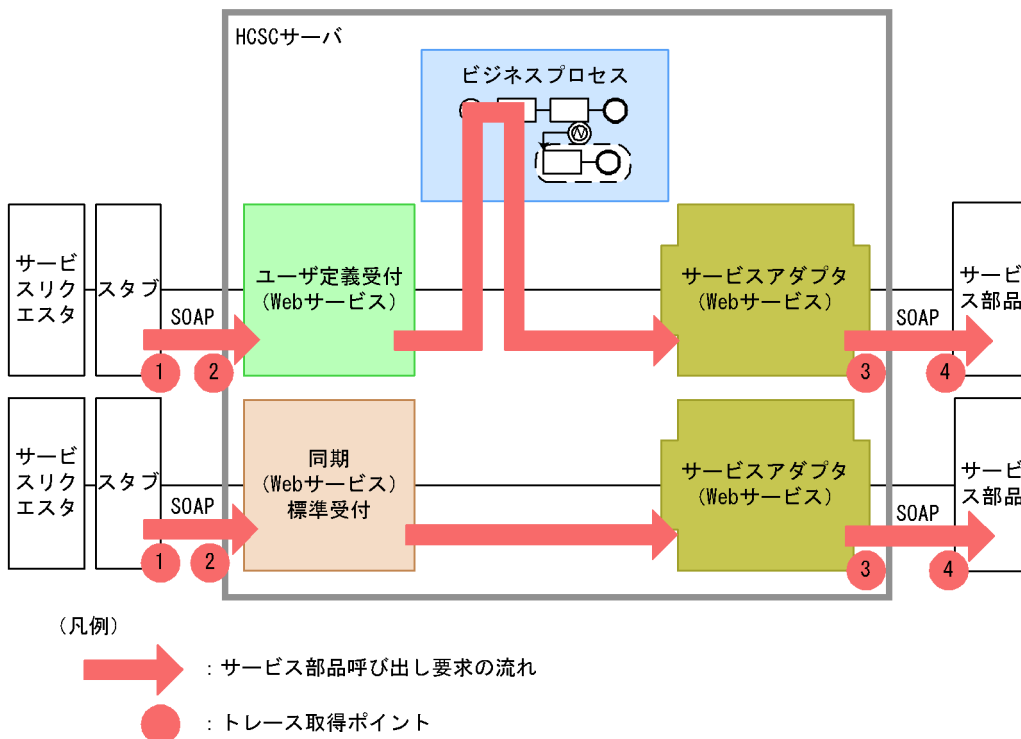 HCSCサーバ
ビジネスプロセス
サービ
スリク
エスタ
スタブ
SOAP
ユーザ定義受付
(Webサービス)
サービスアダプタ
(Webサービス)
SOAP
サービ
ス部品
1
2
3
4
サービ
スリク
エスタ
スタブ
SOAP
同期
(Webサービス)
標準受付
サービスアダプタ
(Webサービス)
SOAP
サービ
ス部品
1
2
3
4
(凡例)
：サービス部品呼び出し要求の流れ
：トレース取得ポイント